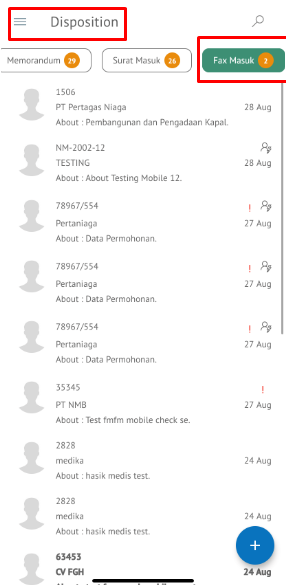 Disposition
Memorandum 29 Surat Masuk 26 Fax Masuk 2
1506
PT Pertagas Niaga 28 Aug
About : Pembangunan dan Pengadaan Kapal.
NM-2002-12
TESTING 28 Aug
About : About Testing Mobile 12.
78967/554
Pertaniaga 27 Aug
About : Data Permohonan.
78967/554
Pertaniaga 27 Aug
About : Data Permohonan.
78967/554
Pertaniaga 27 Aug
About : Data Permohonan.
35345
PT NMB 27 Aug
About : Test fmfm mobile check se.
2828
medika 24 Aug
About : hasik medis test.
2828
medika 24 Aug
About : hasik medis test.
63453
CV FGH 24 Aug